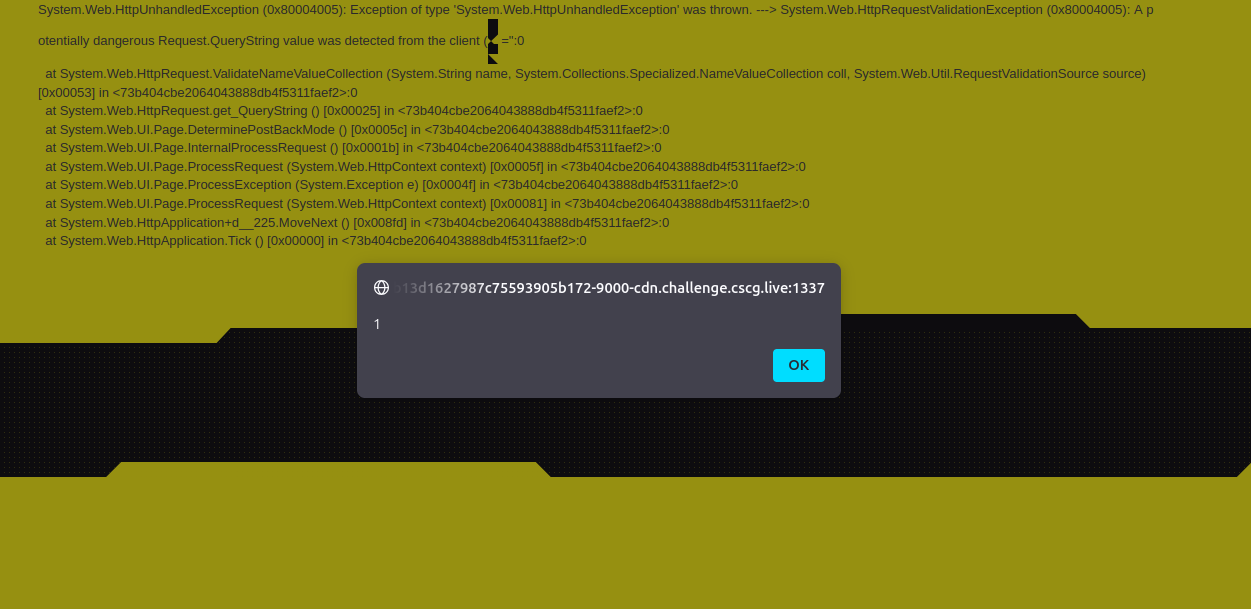 System.Web.HttpUnhandledException (0x80004005): Exception of type 'System.Web.HttpUnhandledException' was thrown. ---> System.Web.HttpRequestValidationException (0x80004005): A p
otentially dangerous Request.QueryString value was detected from the client ( =":0
at System.Web.HttpRequest.ValidateNameValueCollection (System.String name, System.Collections.Specialized.NameValueCollection coll, System.Web.Util.RequestValidationSource source)
[0x00053] in <73b404cbe2064043888db4f5311faef2>:0
at System.Web.HttpRequest.get_QueryString () [0x00025] in <73b404cbe2064043888db4f5311faef2>:0
at System.Web.UI.Page.DeterminePostBackMode () [0x0005c] in <73b404cbe2064043888db4f5311faef2>:0
at System.Web.UI.Page.InternalProcessRequest () [0x0001b] in <73b404cbe2064043888db4f5311faef2>:0
at System.Web.UI.Page.ProcessRequest (System.Web.HttpContext context) [0x0005f] in <73b404cbe2064043888db4f5311faef2>:0
at System.Web.UI.Page.ProcessException (System.Exception e) [0x0004f] in <73b404cbe2064043888db4f5311faef2>:0
at System.Web.UI.Page.ProcessRequest (System.Web.HttpContext context) [0x00081] in <73b404cbe2064043888db4f5311faef2>:0
at System.Web.HttpApplication+d__225.MoveNext () [0x008fd] in <73b404cbe2064043888db4f5311faef2>:0
at System.Web.HttpApplication.Tick () [0x00000] in <73b404cbe2064043888db4f5311faef2>:0
13d1627987c75593905b172-9000-cdn.challenge.cscg.live:1337
1
OK